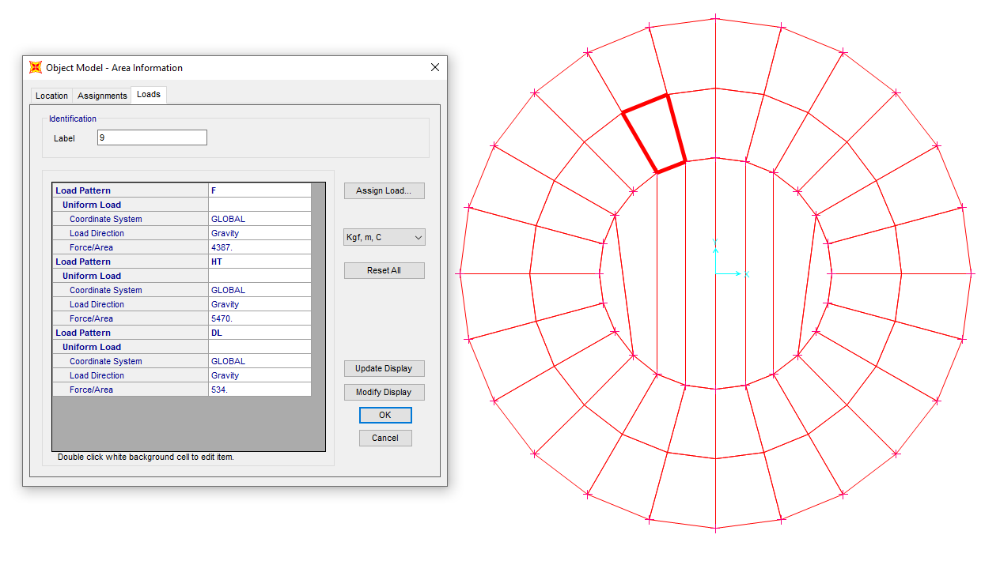 Object Model - Area Information
Location Assignments Loads
Identification
Label 9
Load Pattern F
Uniform Load
Coordinate System GLOBAL
Load Direction Gravity
Force/Area 4387.
Load Pattern HT
Uniform Load
Coordinate System GLOBAL
Load Direction Gravity
Force/Area 5470.
Load Pattern DL
Uniform Load
Coordinate System GLOBAL
Load Direction Gravity
Force/Area 534.
Double click white background cell to edit item.
Assign Load...
Kgf, m, C
Reset All
Update Display
Modify Display
OK
Cancel
Y
X